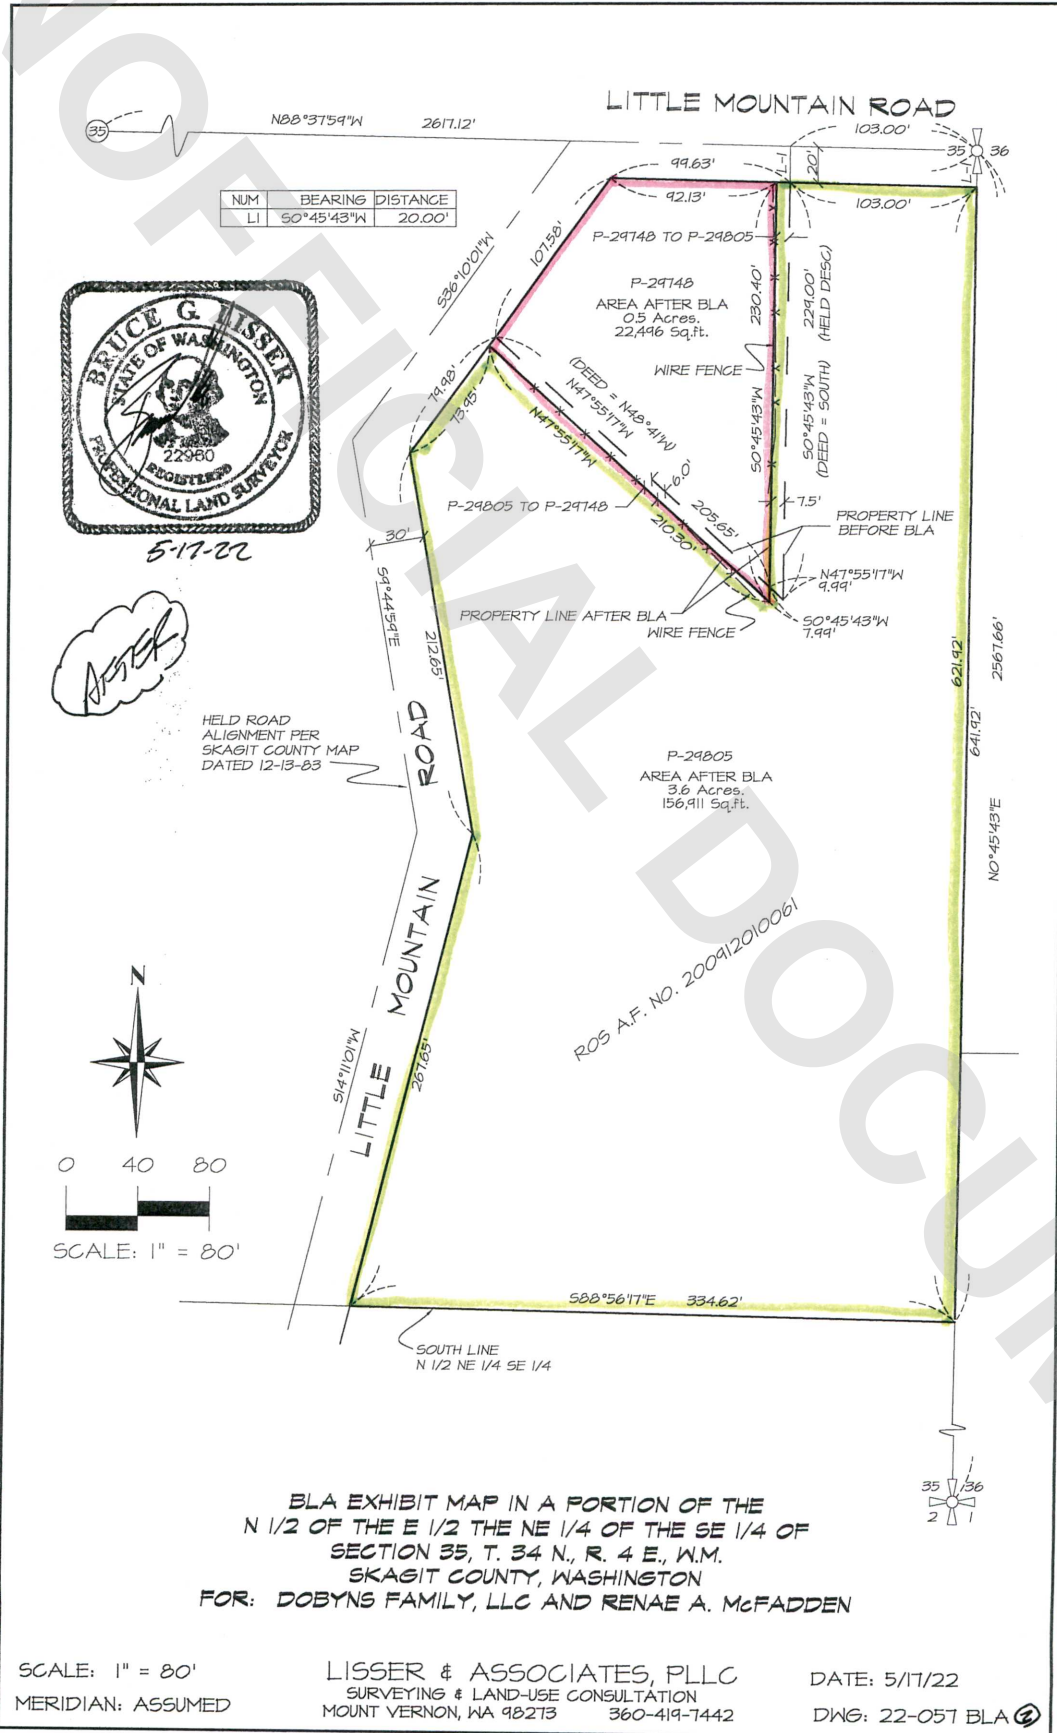 UNOFFICIAL DOCUM
LITTLE MOUNTAIN ROAD
35
N88°37'59"W 2617.12'
103.00'
35 36
99.63'
L-1
20'
L-1
92.13'
103.00'
NUM BEARING DISTANCE
L1 S0°45'43"W 20.00'
P-29748 TO P-29805
107.58'
S36°10'01"W
P-29748
AREA AFTER BLA
0.5 Acres.
22,496 Sq.ft.
230.40'
229.00' (HELD DESC)
WIRE FENCE
BRUCE G. LISSER
STATE OF WASHINGTON
22960
REGISTERED
PROFESSIONAL LAND SURVEYOR
5-17-22
79.98'
73.95'
(DEED = N48°41'W)
N47°55'17"W
N47°55'17"W
S0°45'43"W
S0°45'43"W
(DEED = SOUTH)
6.0'
P-29805 TO P-29748
205.65'
210.30'
7.5'
PROPERTY LINE
BEFORE BLA
30'
S9°44'59"E
N47°55'17"W
9.99'
PROPERTY LINE AFTER BLA
WIRE FENCE
S0°45'43"W
7.99'
AFTER
212.65'
621.92'
2567.66'
641.92'
N0°45'43"E
HELD ROAD
ALIGNMENT PER
SKAGIT COUNTY MAP
DATED 12-13-83
P-29805
AREA AFTER BLA
3.6 Acres.
156,911 Sq.ft.
LITTLE MOUNTAIN ROAD
ROS A.F. NO. 200912010061
N
S14°11'01"W
267.65'
0 40 80
SCALE: 1" = 80'
S88°56'17"E 334.62'
SOUTH LINE
N 1/2 NE 1/4 SE 1/4
35 36
2 1
BLA EXHIBIT MAP IN A PORTION OF THE
N 1/2 OF THE E 1/2 THE NE 1/4 OF THE SE 1/4 OF
SECTION 35, T. 34 N., R. 4 E., W.M.
SKAGIT COUNTY, WASHINGTON
FOR: DOBYNS FAMILY, LLC AND RENAE A. McFADDEN
SCALE: 1" = 80'
MERIDIAN: ASSUMED
LISSER & ASSOCIATES, PLLC
SURVEYING & LAND-USE CONSULTATION
MOUNT VERNON, WA 98273 360-419-7442
DATE: 5/17/22
DWG: 22-057 BLA 2